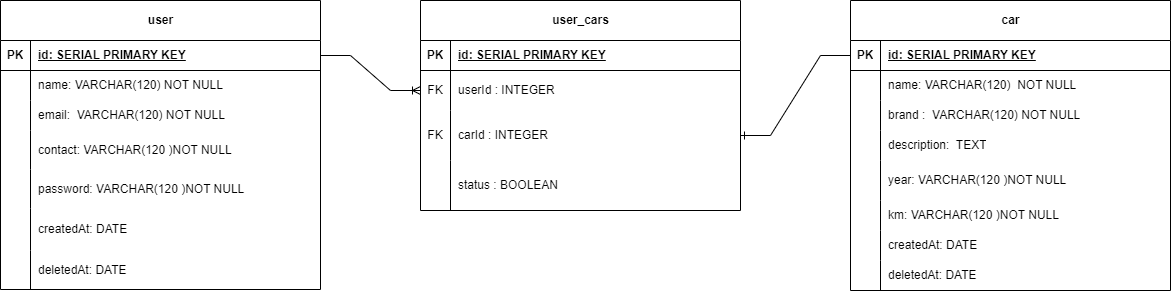 user
PK id: SERIAL PRIMARY KEY
name: VARCHAR(120) NOT NULL
email:  VARCHAR(120) NOT NULL
contact: VARCHAR(120 )NOT NULL
password: VARCHAR(120 )NOT NULL
createdAt: DATE
deletedAt: DATE
user_cars
PK id: SERIAL PRIMARY KEY
FK userId : INTEGER
FK carId : INTEGER
status : BOOLEAN
car
PK id: SERIAL PRIMARY KEY
name: VARCHAR(120)  NOT NULL
brand :  VARCHAR(120) NOT NULL
description:  TEXT
year: VARCHAR(120 )NOT NULL
km: VARCHAR(120 )NOT NULL
createdAt: DATE
deletedAt: DATE